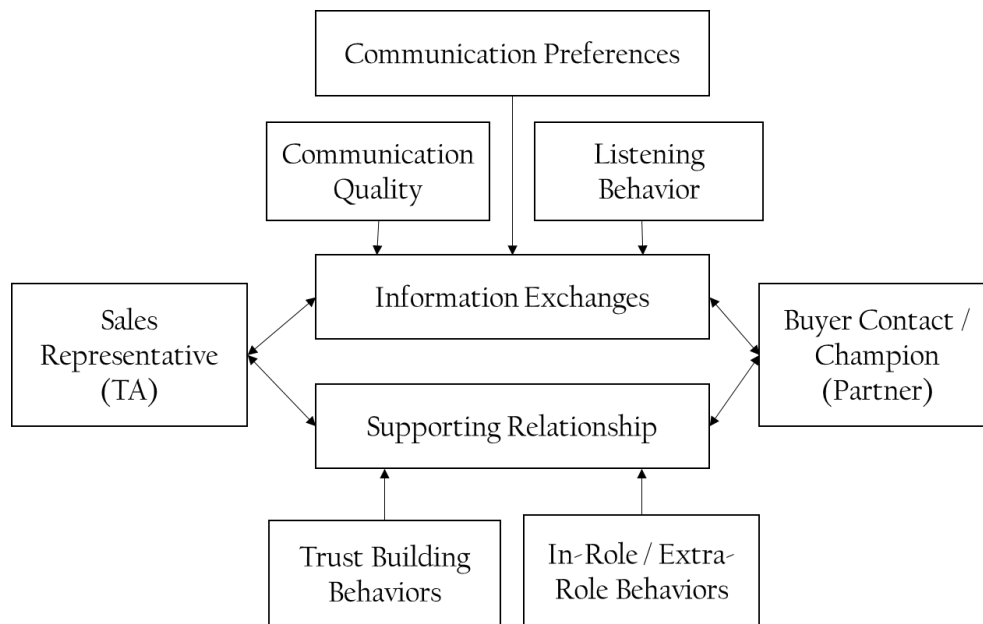 Communication Preferences
Communication
Quality
Listening
Behavior
Information Exchanges
Sales
Representative
(TA)
Buyer Contact /
Champion
(Partner)
Supporting Relationship
Trust Building
Behaviors
In-Role / Extra-
Role Behaviors